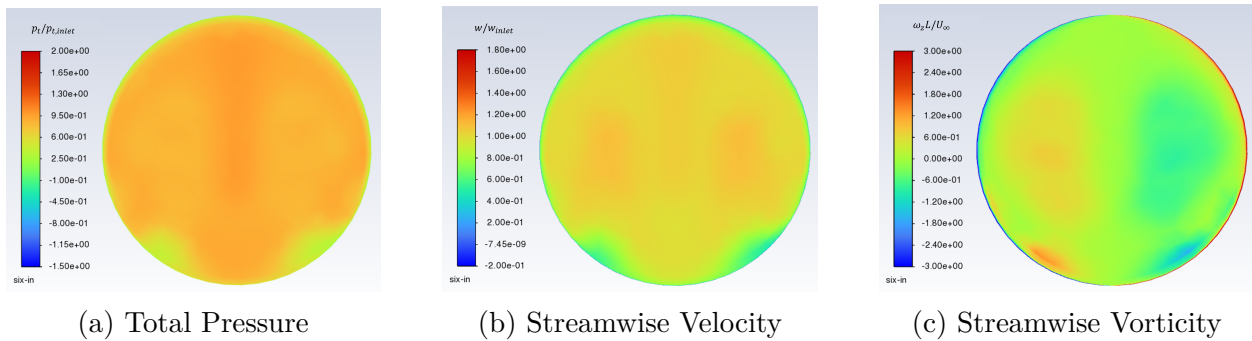 p_t/p_{t,inlet}
2.00e+00
1.65e+00
1.30e+00
9.50e-01
6.00e-01
2.50e-01
-1.00e-01
-4.50e-01
-8.00e-01
-1.15e+00
-1.50e+00
six-in
w/w_{inlet}
1.80e+00
1.60e+00
1.40e+00
1.20e+00
1.00e+00
8.00e-01
6.00e-01
4.00e-01
2.00e-01
-7.45e-09
-2.00e-01
six-in
ω_zL/U_∞
3.00e+00
2.40e+00
1.80e+00
1.20e+00
6.00e-01
0.00e+00
-6.00e-01
-1.20e+00
-1.80e+00
-2.40e+00
-3.00e+00
six-in
(a) Total Pressure
(b) Streamwise Velocity
(c) Streamwise Vorticity